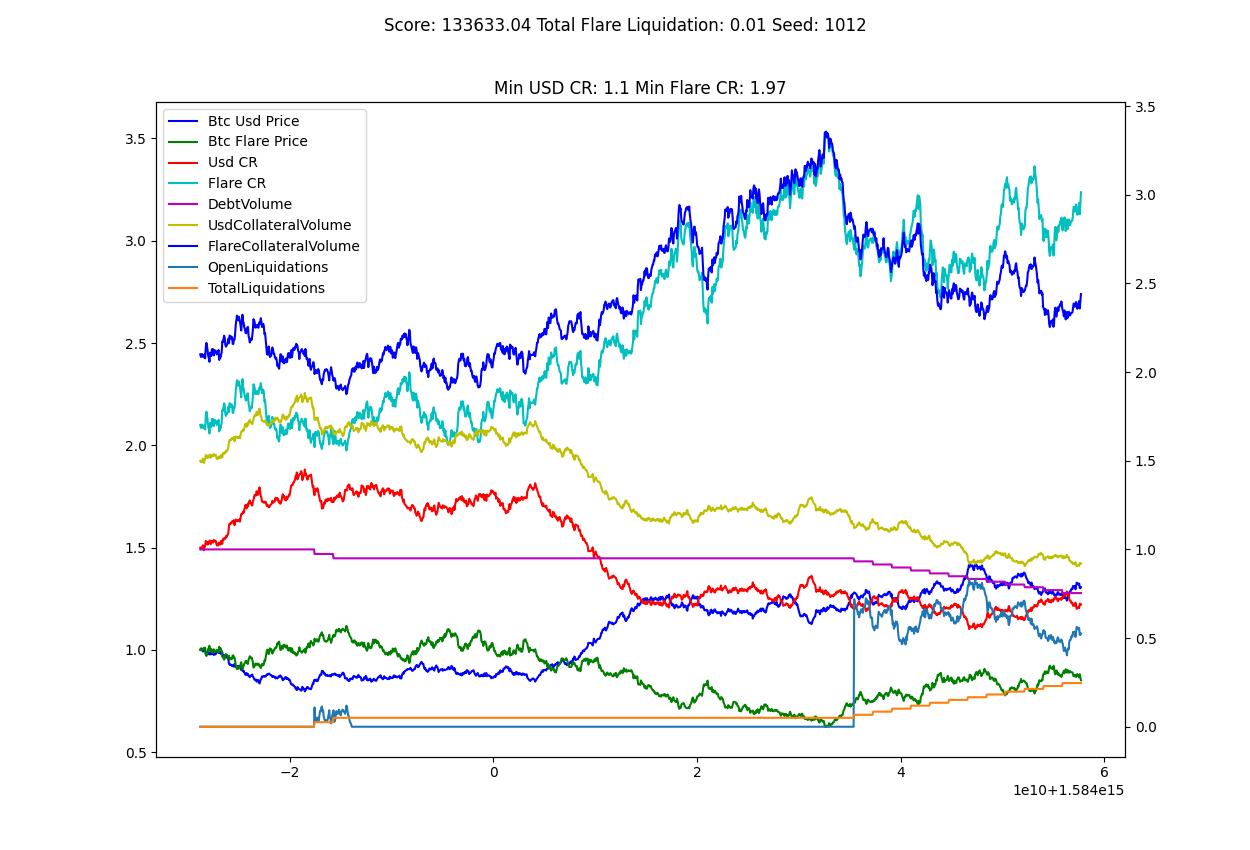 Score: 133633.04 Total Flare Liquidation: 0.01 Seed: 1012
Min USD CR: 1.1 Min Flare CR: 1.97
Btc Usd Price
Btc Flare Price
Usd CR
Flare CR
DebtVolume
UsdCollateralVolume
FlareCollateralVolume
OpenLiquidations
TotalLiquidations
3.5
3.0
2.5
2.0
1.5
1.0
0.5
3.5
3.0
2.5
2.0
1.5
1.0
0.5
0.0
−2
0
2
4
6
1e10+1.584e15